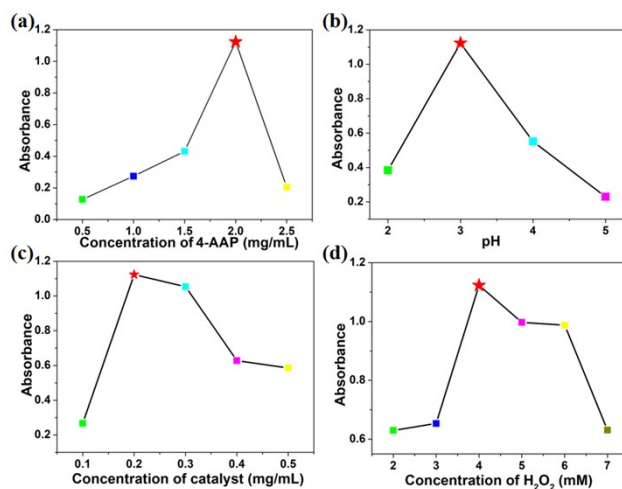 (a)
1.2
1.0
0.8
0.6
0.4
0.2
0.0
Absorbance
0.5 1.0 1.5 2.0 2.5
Concentration of 4-AAP (mg/mL)
(b)
1.2
1.0
0.8
0.6
0.4
0.2
Absorbance
2 3 4 5
pH
(c)
1.2
1.0
0.8
0.6
0.4
0.2
Absorbance
0.1 0.2 0.3 0.4 0.5
Concentration of catalyst (mg/mL)
(d)
1.2
1.0
0.8
0.6
Absorbance
2 3 4 5 6 7
Concentration of H₂O₂ (mM)